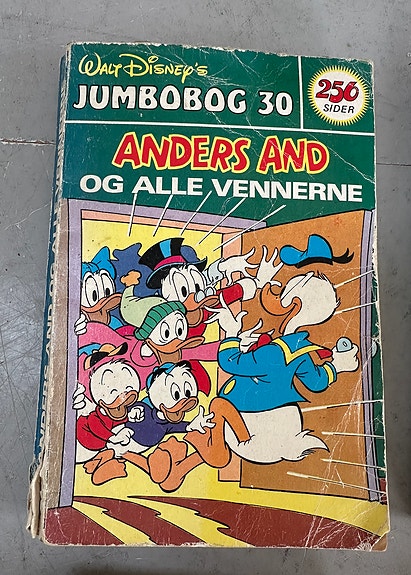 WALT DISNEY'S
JUMBOBOG 30
256
SIDER
ANDERS AND
OG ALLE VENNERNE